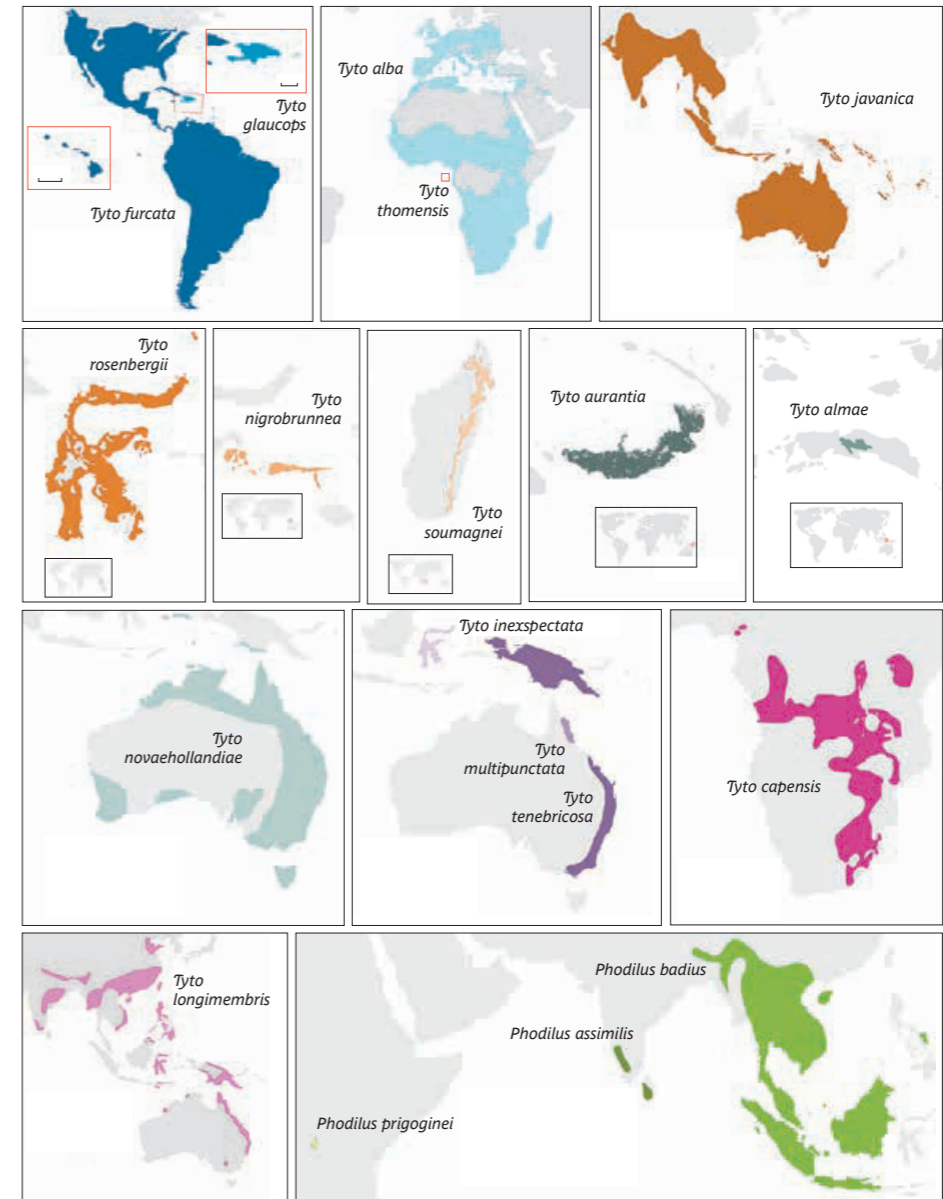 Tyto
glaucops
Tyto furcata
Tyto alba
Tyto
thomensis
Tyto javanica
Tyto
rosenbergii
Tyto
nigrobrunnea
Tyto
soumagnei
Tyto aurantia
Tyto almae
Tyto
novaehollandiae
Tyto inexspectata
Tyto
multipunctata
Tyto
tenebricosa
Tyto capensis
Tyto
longimembris
Phodilus badius
Phodilus assimilis
Phodilus prigoginei